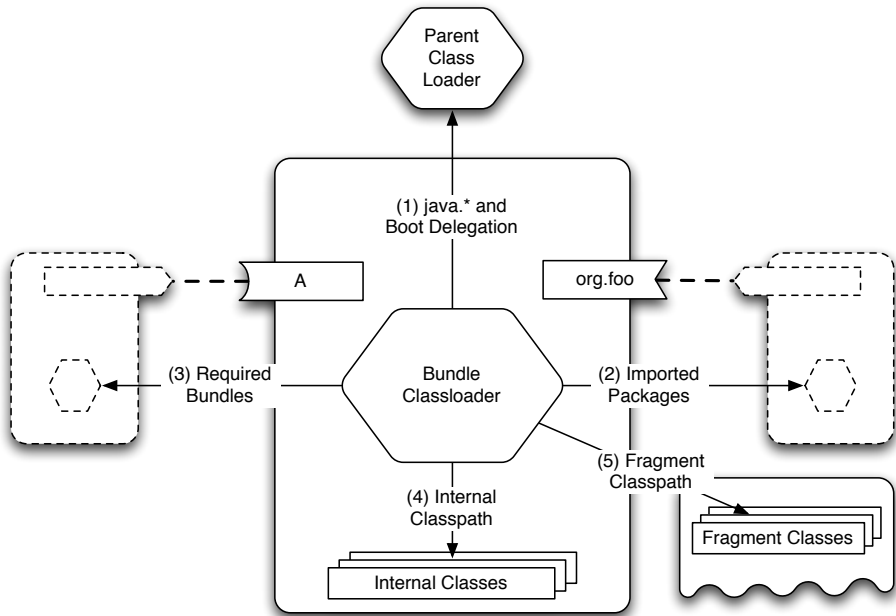 Parent
Class
Loader
(1) java.* and
Boot Delegation
A
org.foo
(3) Required
Bundles
Bundle
Classloader
(2) Imported
Packages
(5) Fragment
Classpath
(4) Internal
Classpath
Fragment Classes
Internal Classes